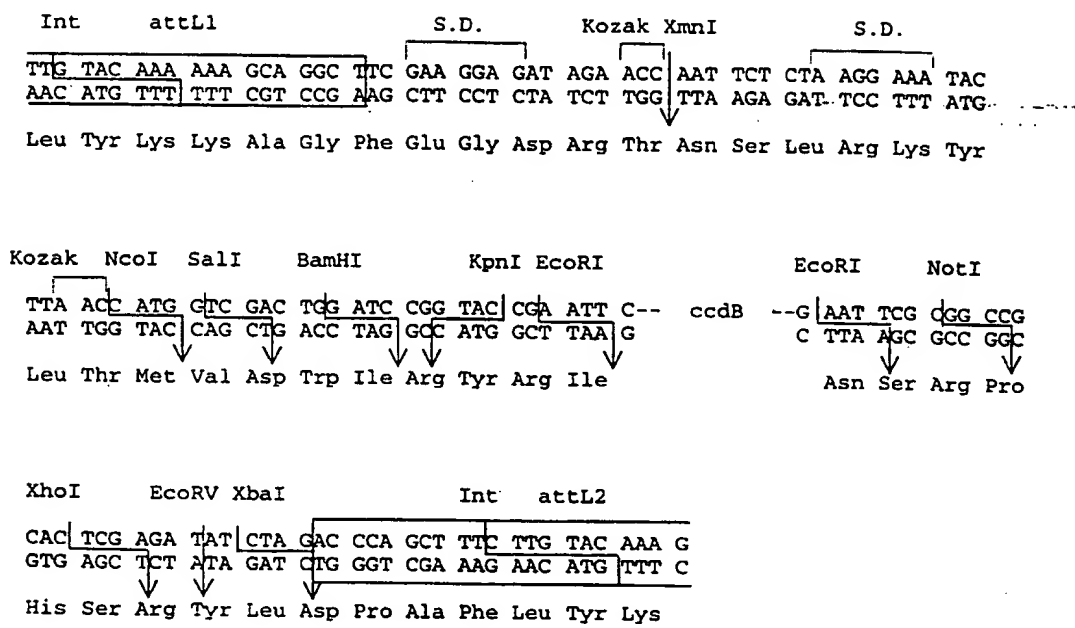 Int attL1 S.D. Kozak XmnI S.D.
TTG TAC AAA AAA GCA GGC TTC GAA GGA GAT AGA ACC AAT TCT CTA AGG AAA TAC
AAC ATG TTT TTT CGT CCG AAG CTT CCT CTA TCT TGG TTA AGA GAT TCC TTT ATG
Leu Tyr Lys Lys Ala Gly Phe Glu Gly Asp Arg Thr Asn Ser Leu Arg Lys Tyr
Kozak NcoI SalI BamHI KpnI EcoRI EcoRI NotI
TTA ACC ATG GTC GAC TGG ATC CGG TAC CGA ATT C-- ccdB --G AAT TCG CGG CCG
AAT TGG TAC CAG CTG ACC TAG GCC ATG GCT TAA G C TTA AGC GCC GGC
Leu Thr Met Val Asp Trp Ile Arg Tyr Arg Ile Asn Ser Arg Pro
XhoI EcoRV XbaI Int attL2
CAC TCG AGA TAT CTA GAC CCA GCT TTC TTG TAC AAA G
GTG AGC TCT ATA GAT CTG GGT CGA AAG AAC ATG TTT C
His Ser Arg Tyr Leu Asp Pro Ala Phe Leu Tyr Lys